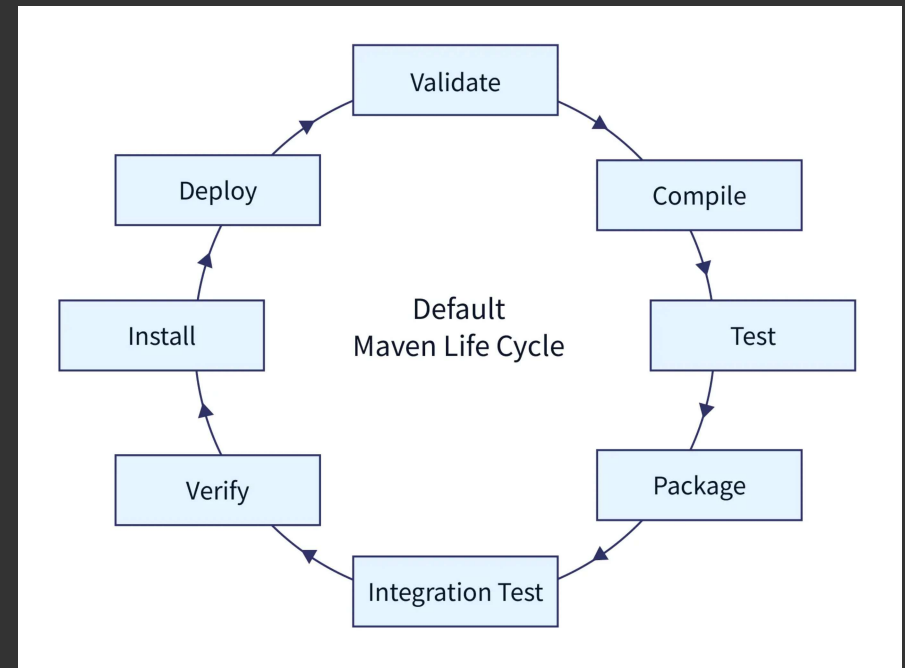 Validate
Compile
Test
Package
Integration Test
Verify
Install
Deploy
Default
Maven Life Cycle